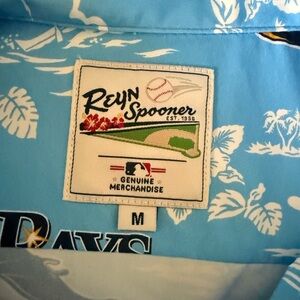 REYN
Spooner
EST. 1956
GENUINE
MERCHANDISE
M
RAYS